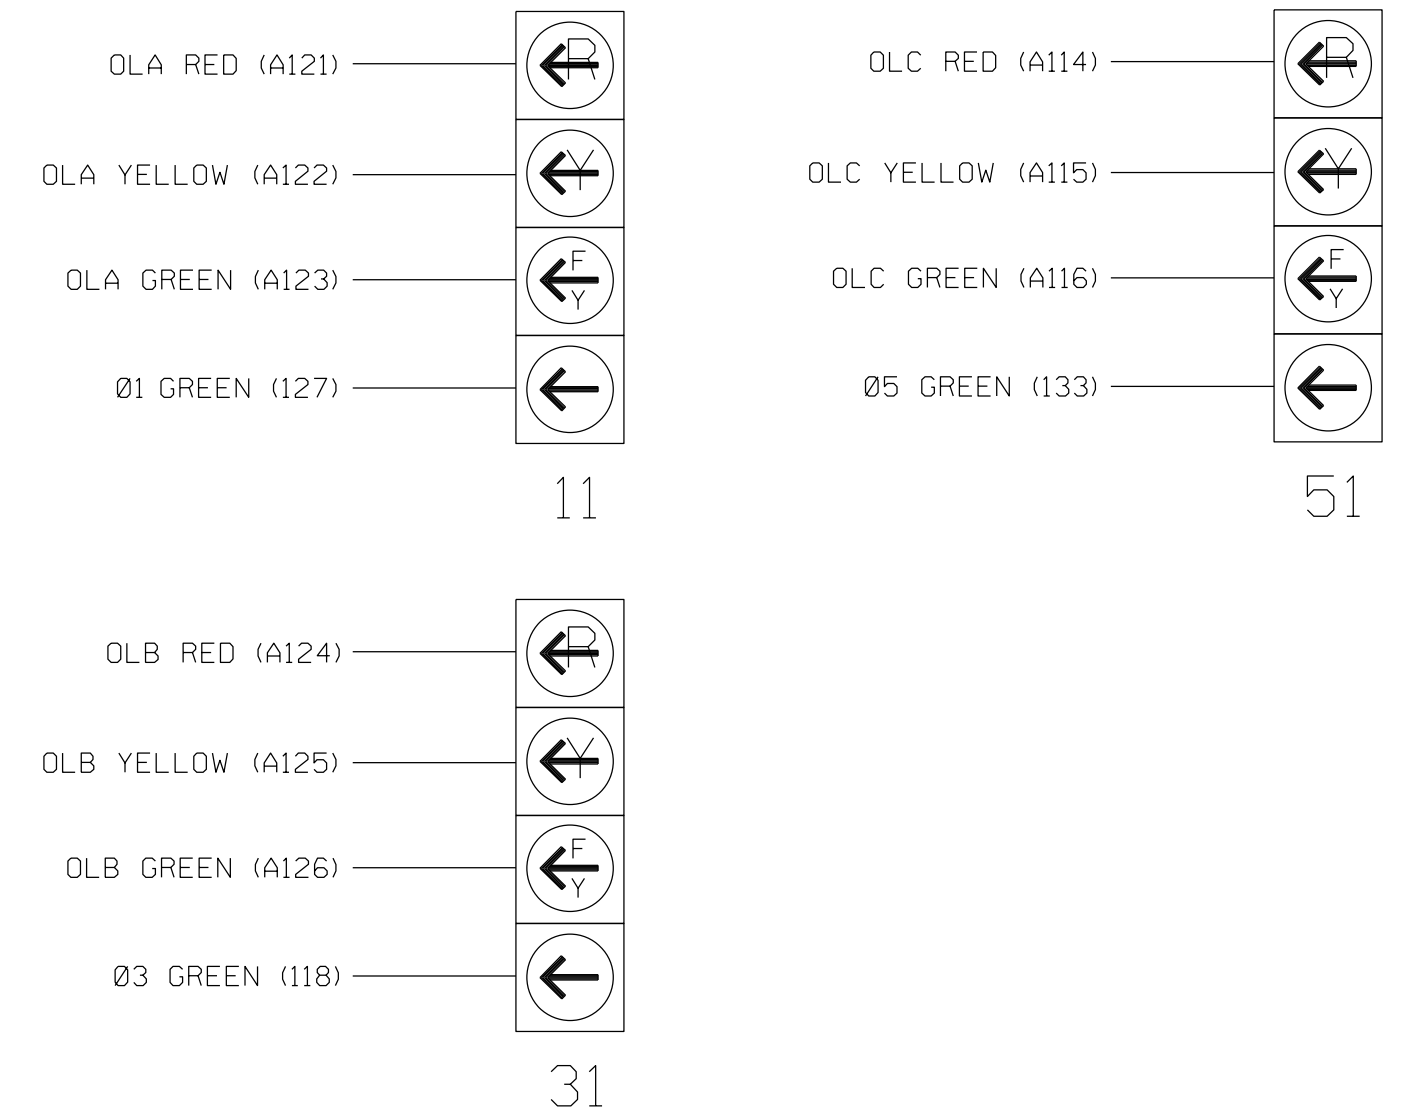 OLA RED (A121)
R
OLA YELLOW (A122)
Y
OLA GREEN (A123)
F
Y
Ø1 GREEN (127)
11
OLC RED (A114)
R
OLC YELLOW (A115)
Y
OLC GREEN (A116)
F
Y
Ø5 GREEN (133)
51
OLB RED (A124)
R
OLB YELLOW (A125)
Y
OLB GREEN (A126)
F
Y
Ø3 GREEN (118)
31